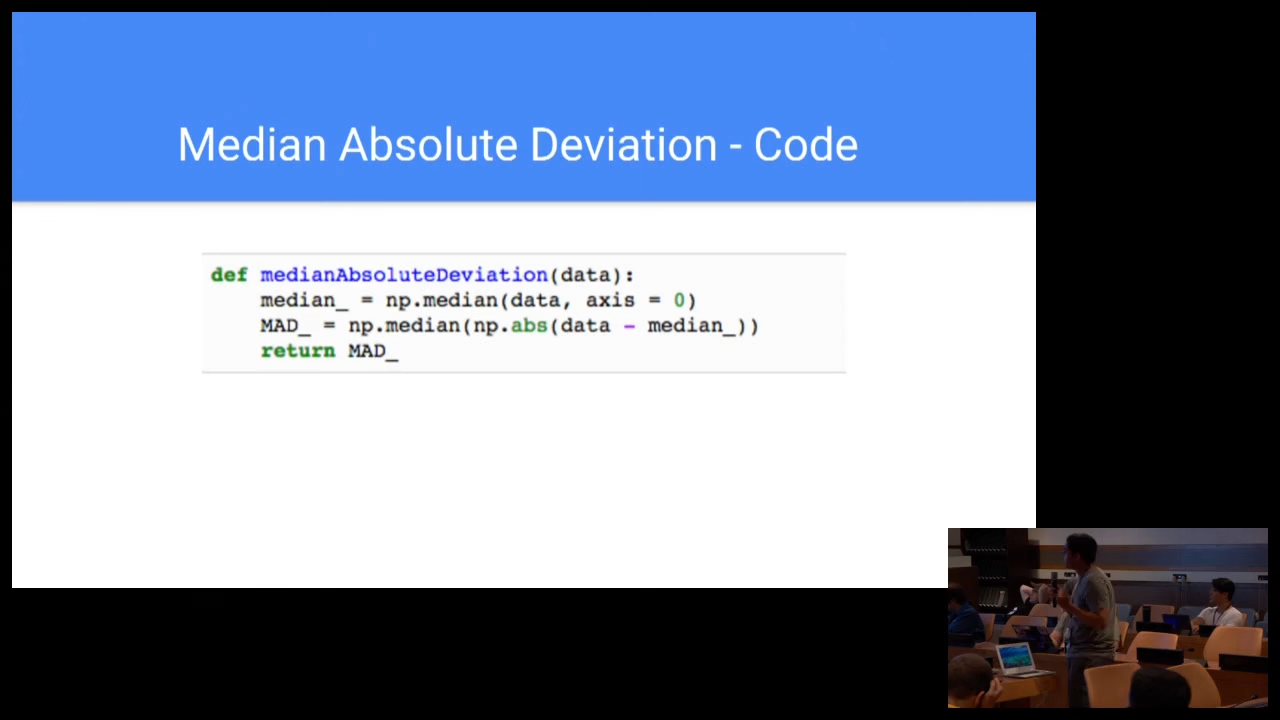 Median Absolute Deviation - Code
def medianAbsoluteDeviation(data):
    median_ = np.median(data, axis = 0)
    MAD_ = np.median(np.abs(data - median_))
    return MAD_